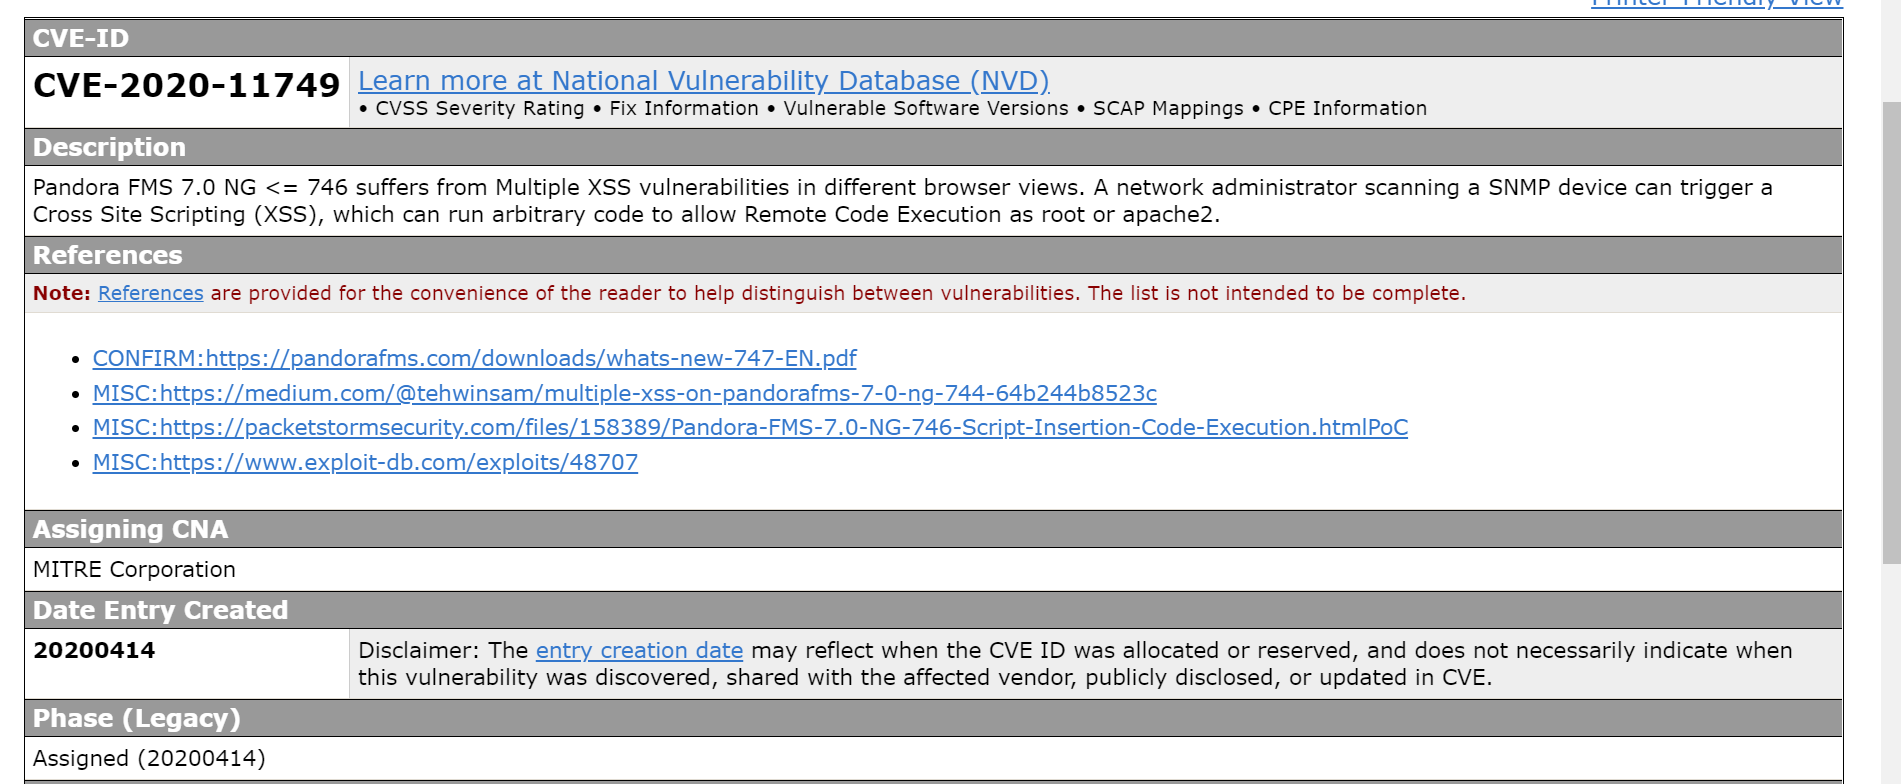 Printer-Friendly View
CVE-ID
CVE-2020-11749
Learn more at National Vulnerability Database (NVD)
• CVSS Severity Rating • Fix Information • Vulnerable Software Versions • SCAP Mappings • CPE Information
Description
Pandora FMS 7.0 NG <= 746 suffers from Multiple XSS vulnerabilities in different browser views. A network administrator scanning a SNMP device can trigger a
Cross Site Scripting (XSS), which can run arbitrary code to allow Remote Code Execution as root or apache2.
References
Note: References are provided for the convenience of the reader to help distinguish between vulnerabilities. The list is not intended to be complete.
• CONFIRM:https://pandorafms.com/downloads/whats-new-747-EN.pdf
• MISC:https://medium.com/@tehwinsam/multiple-xss-on-pandorafms-7-0-ng-744-64b244b8523c
• MISC:https://packetstormsecurity.com/files/158389/Pandora-FMS-7.0-NG-746-Script-Insertion-Code-Execution.htmlPoC
• MISC:https://www.exploit-db.com/exploits/48707
Assigning CNA
MITRE Corporation
Date Entry Created
20200414
Disclaimer: The entry creation date may reflect when the CVE ID was allocated or reserved, and does not necessarily indicate when
this vulnerability was discovered, shared with the affected vendor, publicly disclosed, or updated in CVE.
Phase (Legacy)
Assigned (20200414)